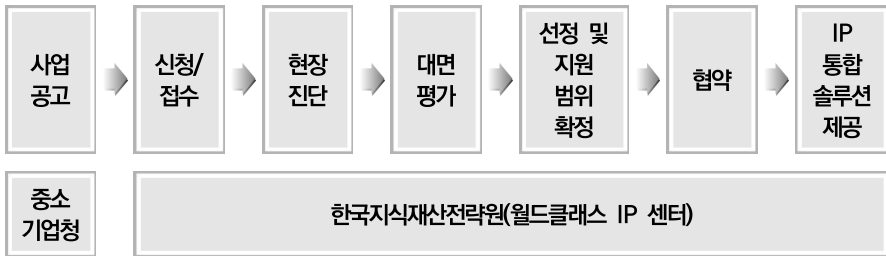 사업
공고
신청/
접수
현장
진단
대면
평가
선정 및
지원
범위
확정
협약
IP
통합
솔루션
제공
중소
기업청
한국지식재산전략원(월드클래스 IP 센터)